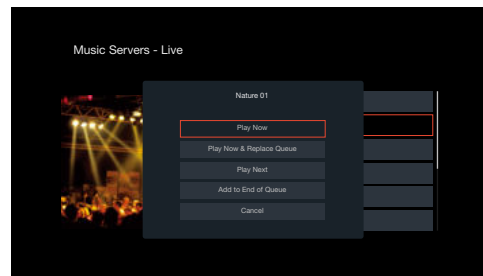 Music Servers - Live
Nature 01
Play Now
Play Now & Replace Queue
Play Next
Add to End of Queue
Cancel